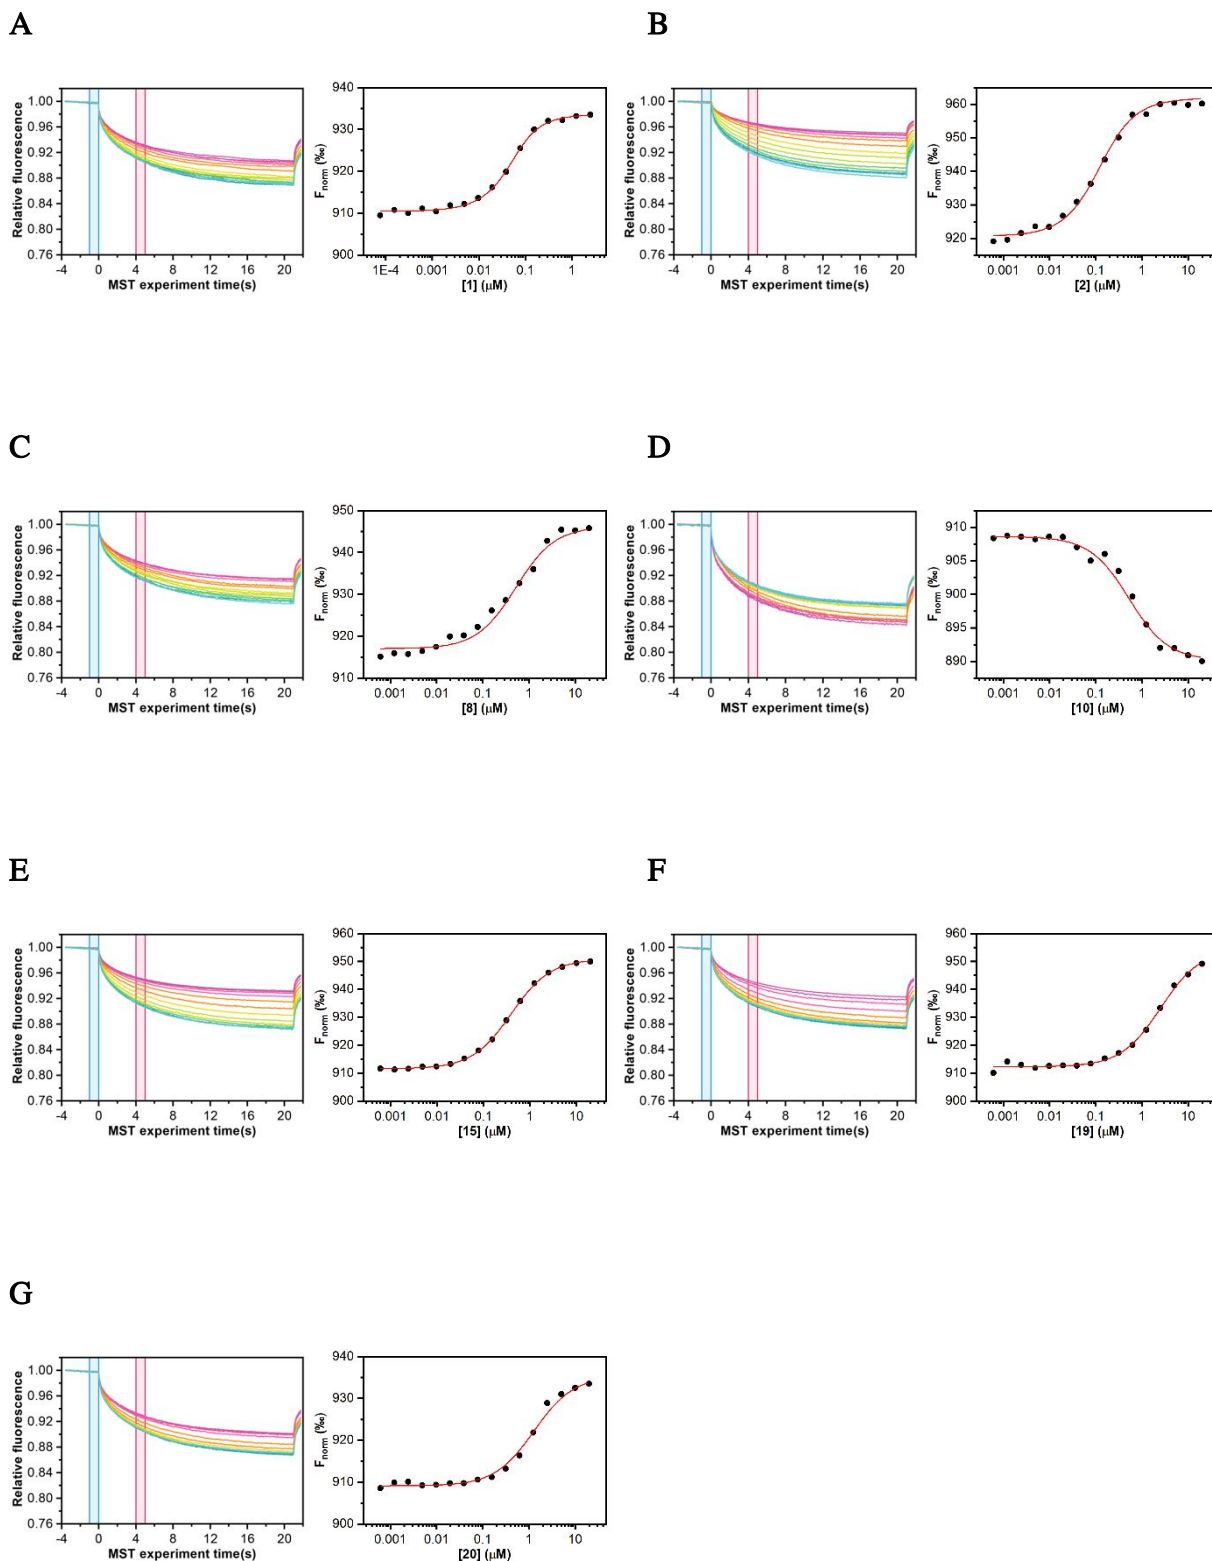 A
B
Relative fluorescence
1.00
0.96
0.92
0.88
0.84
0.80
0.76
-4 0 4 8 12 16 20
MST experiment time(s)
Fnorm (‰)
940
930
920
910
900
1E-4 0.001 0.01 0.1 1
[1] (μM)
Relative fluorescence
1.00
0.96
0.92
0.88
0.84
0.80
0.76
-4 0 4 8 12 16 20
MST experiment time(s)
Fnorm (‰)
960
950
940
930
920
0.001 0.01 0.1 1 10
[2] (μM)
C
D
Relative fluorescence
1.00
0.96
0.92
0.88
0.84
0.80
0.76
-4 0 4 8 12 16 20
MST experiment time(s)
Fnorm (‰)
950
940
930
920
910
0.001 0.01 0.1 1 10
[8] (μM)
Relative fluorescence
1.00
0.96
0.92
0.88
0.84
0.80
0.76
-4 0 4 8 12 16 20
MST experiment time(s)
Fnorm (‰)
910
905
900
895
890
0.001 0.01 0.1 1 10
[10] (μM)
E
F
Relative fluorescence
1.00
0.96
0.92
0.88
0.84
0.80
0.76
-4 0 4 8 12 16 20
MST experiment time(s)
Fnorm (‰)
960
950
940
930
920
910
900
0.001 0.01 0.1 1 10
[15] (μM)
Relative fluorescence
1.00
0.96
0.92
0.88
0.84
0.80
0.76
-4 0 4 8 12 16 20
MST experiment time(s)
Fnorm (‰)
960
950
940
930
920
910
900
0.001 0.01 0.1 1 10
[19] (μM)
G
Relative fluorescence
1.00
0.96
0.92
0.88
0.84
0.80
0.76
-4 0 4 8 12 16 20
MST experiment time(s)
Fnorm (‰)
940
930
920
910
900
0.001 0.01 0.1 1 10
[20] (μM)